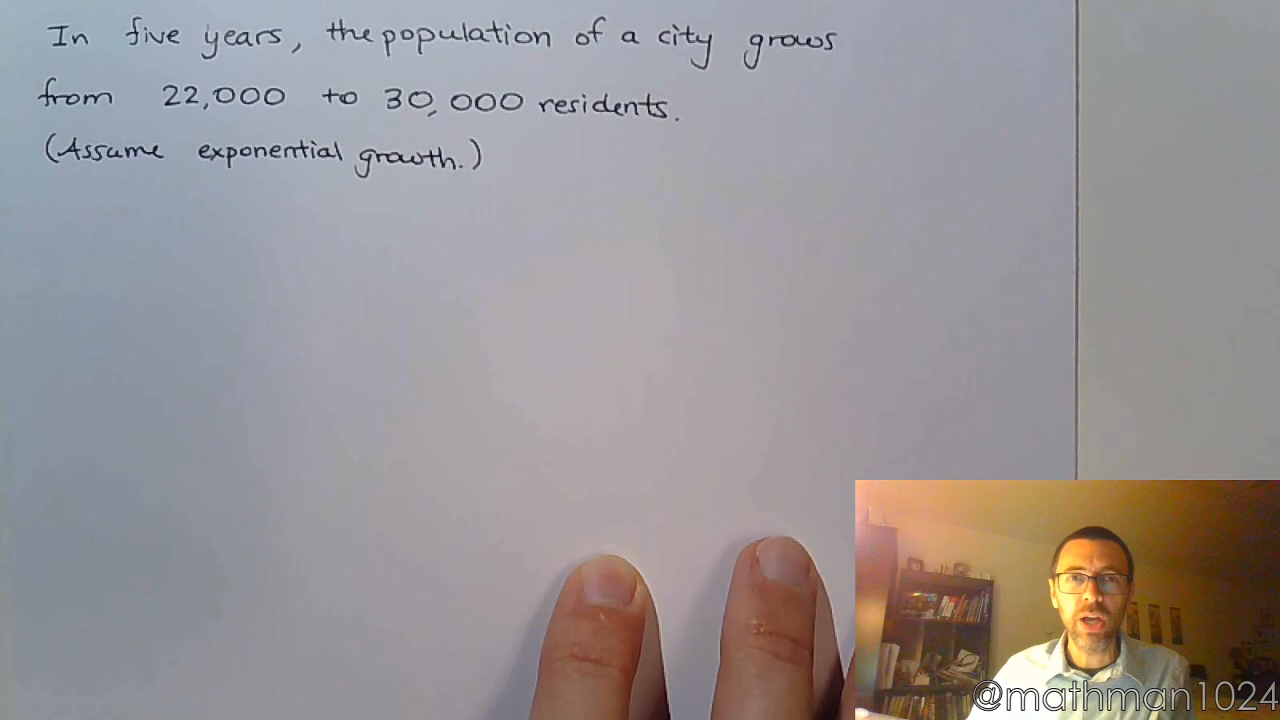 In five years, the population of a city grows
from 22,000 to 30,000 residents.
(Assume exponential growth.)
@mathman1024